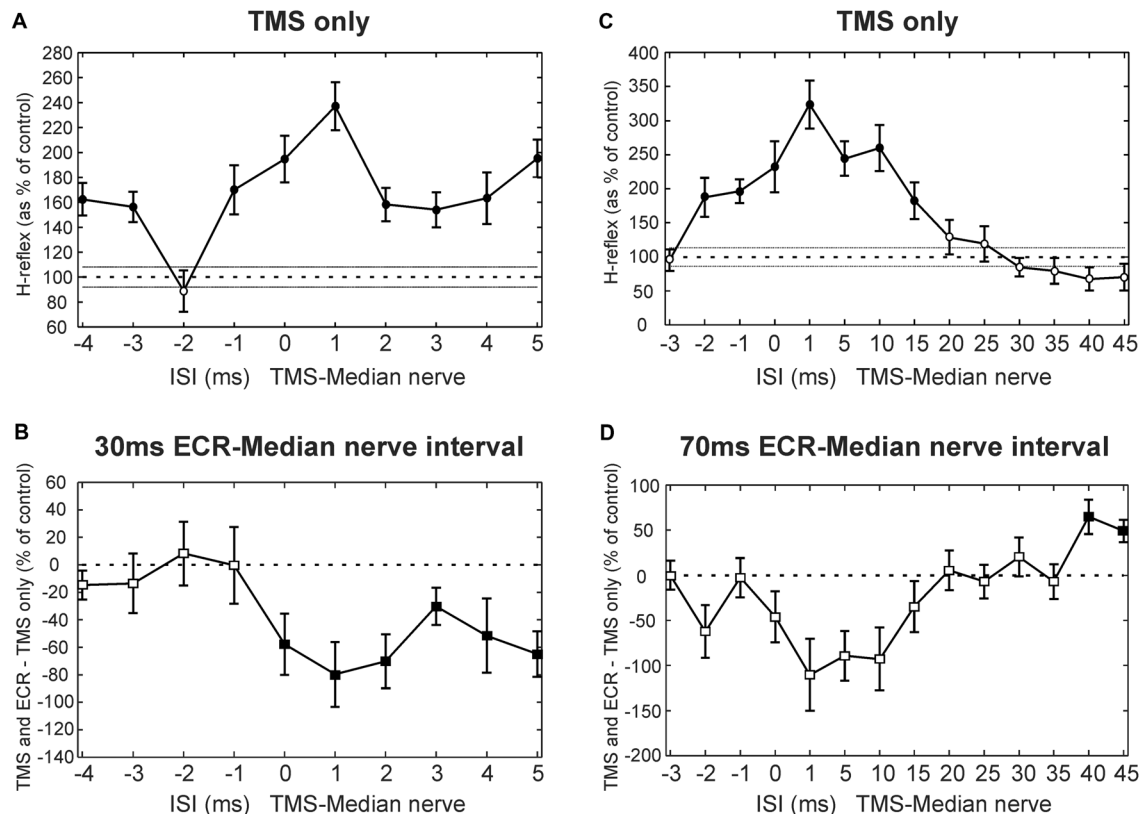 A
TMS only
H-reflex (as % of control)
280
260
240
220
200
180
160
140
120
100
80
60
-4 -3 -2 -1 0 1 2 3 4 5
ISI (ms) TMS-Median nerve
C
TMS only
H-reflex (as % of control)
400
350
300
250
200
150
100
50
0
-3 -2 -1 0 1 5 10 15 20 25 30 35 40 45
ISI (ms) TMS-Median nerve
B
30ms ECR-Median nerve interval
TMS and ECR - TMS only (% of control)
60
40
20
0
-20
-40
-60
-80
-100
-120
-140
-4 -3 -2 -1 0 1 2 3 4 5
ISI (ms) TMS-Median nerve
D
70ms ECR-Median nerve interval
TMS and ECR - TMS only (% of control)
100
50
0
-50
-100
-150
-200
-3 -2 -1 0 1 5 10 15 20 25 30 35 40 45
ISI (ms) TMS-Median nerve